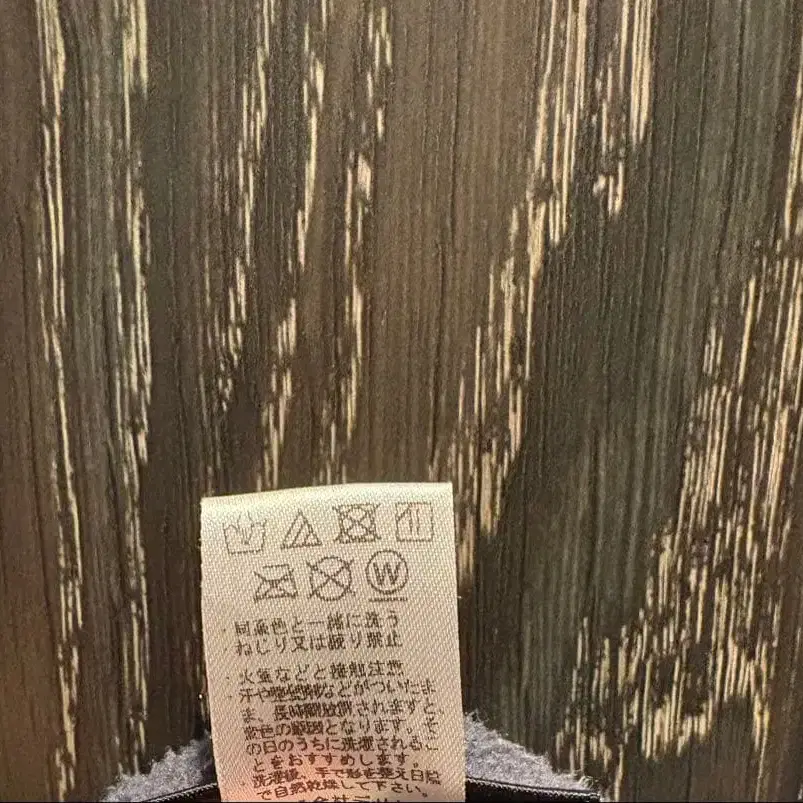 W
・同系色と一緒に洗う
ねじり又は絞り禁止
・火気などと接触注意
・汗や整髪剤などがついたま
ま、長時間放置されますと、
変色の原因となります。そ
の日のうちに洗濯されるこ
とをおすすめします。
・洗濯後、手で形を整え日陰
で自然乾燥して下さい。